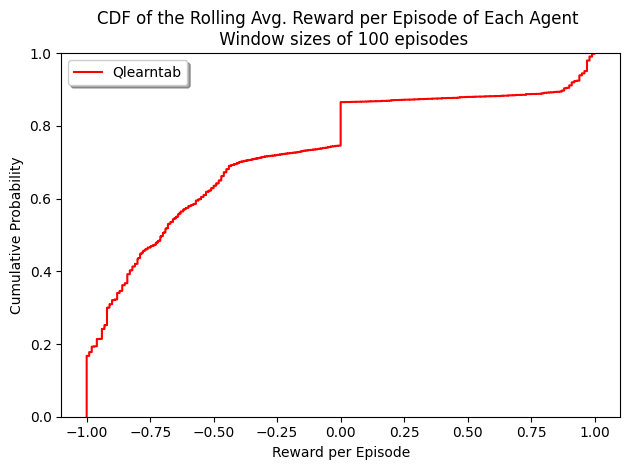 CDF of the Rolling Avg. Reward per Episode of Each Agent
Window sizes of 100 episodes
Qlearntab
1.0
0.8
0.6
0.4
0.2
0.0
Cumulative Probability
−1.00 −0.75 −0.50 −0.25 0.00 0.25 0.50 0.75 1.00
Reward per Episode